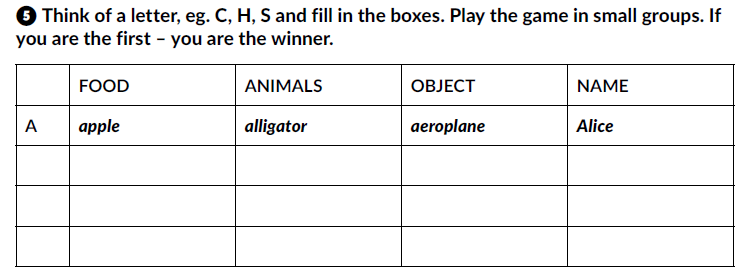 5 Think of a letter, eg. C, H, S and fill in the boxes. Play the game in small groups. If
you are the first – you are the winner.
FOOD ANIMALS OBJECT NAME
A apple alligator aeroplane Alice